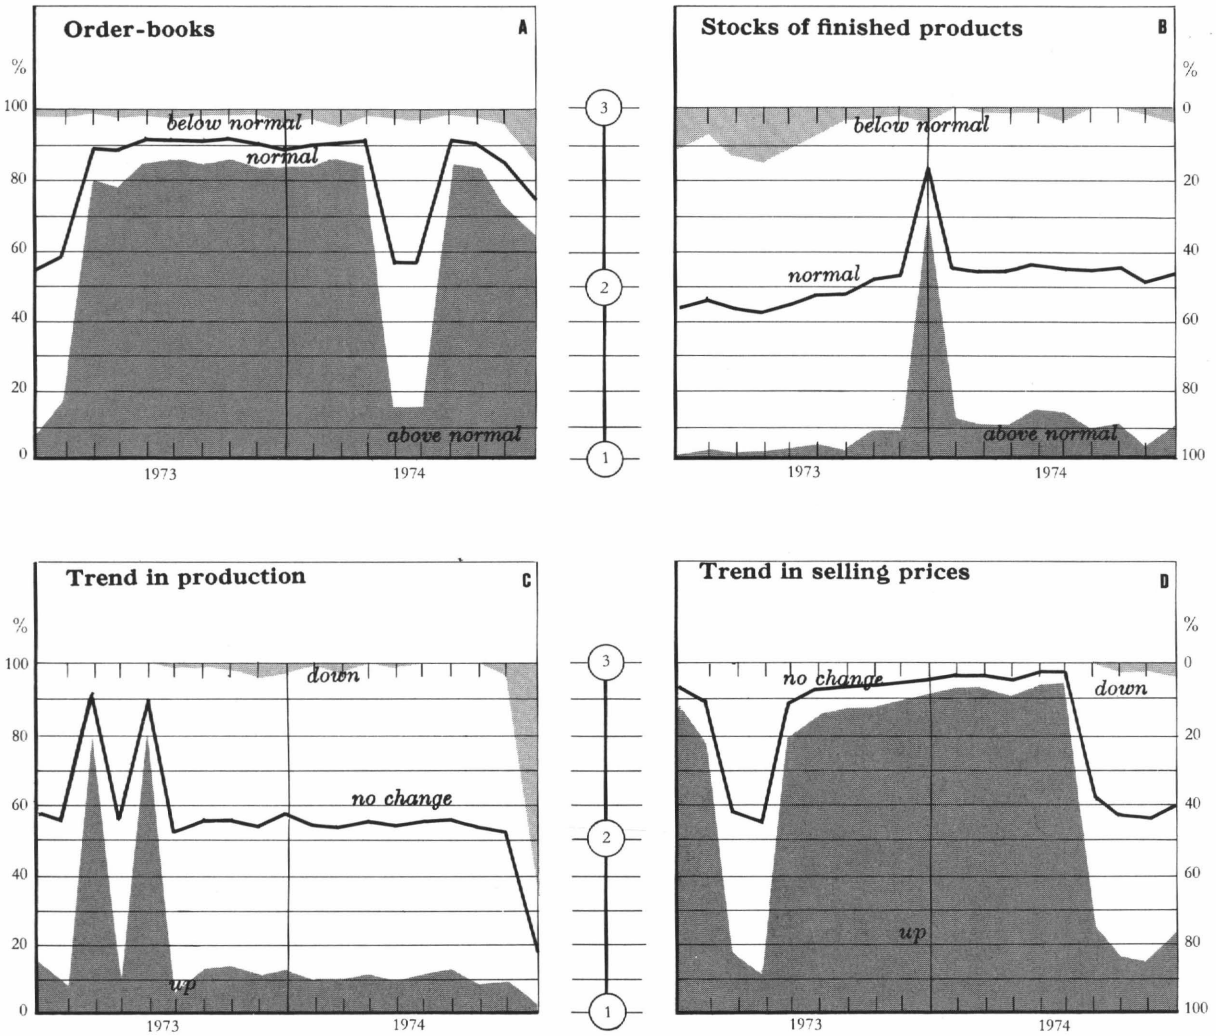 Order-books
A
%
100
80
60
40
20
0
below normal
normal
above normal
1973
1974
3
2
1
Stocks of finished products
B
%
0
20
40
60
80
100
below normal
normal
above normal
1973
1974
Trend in production
C
%
100
80
60
40
20
0
down
no change
up
1973
1974
3
2
1
Trend in selling prices
D
%
0
20
40
60
80
100
no change
down
up
1973
1974